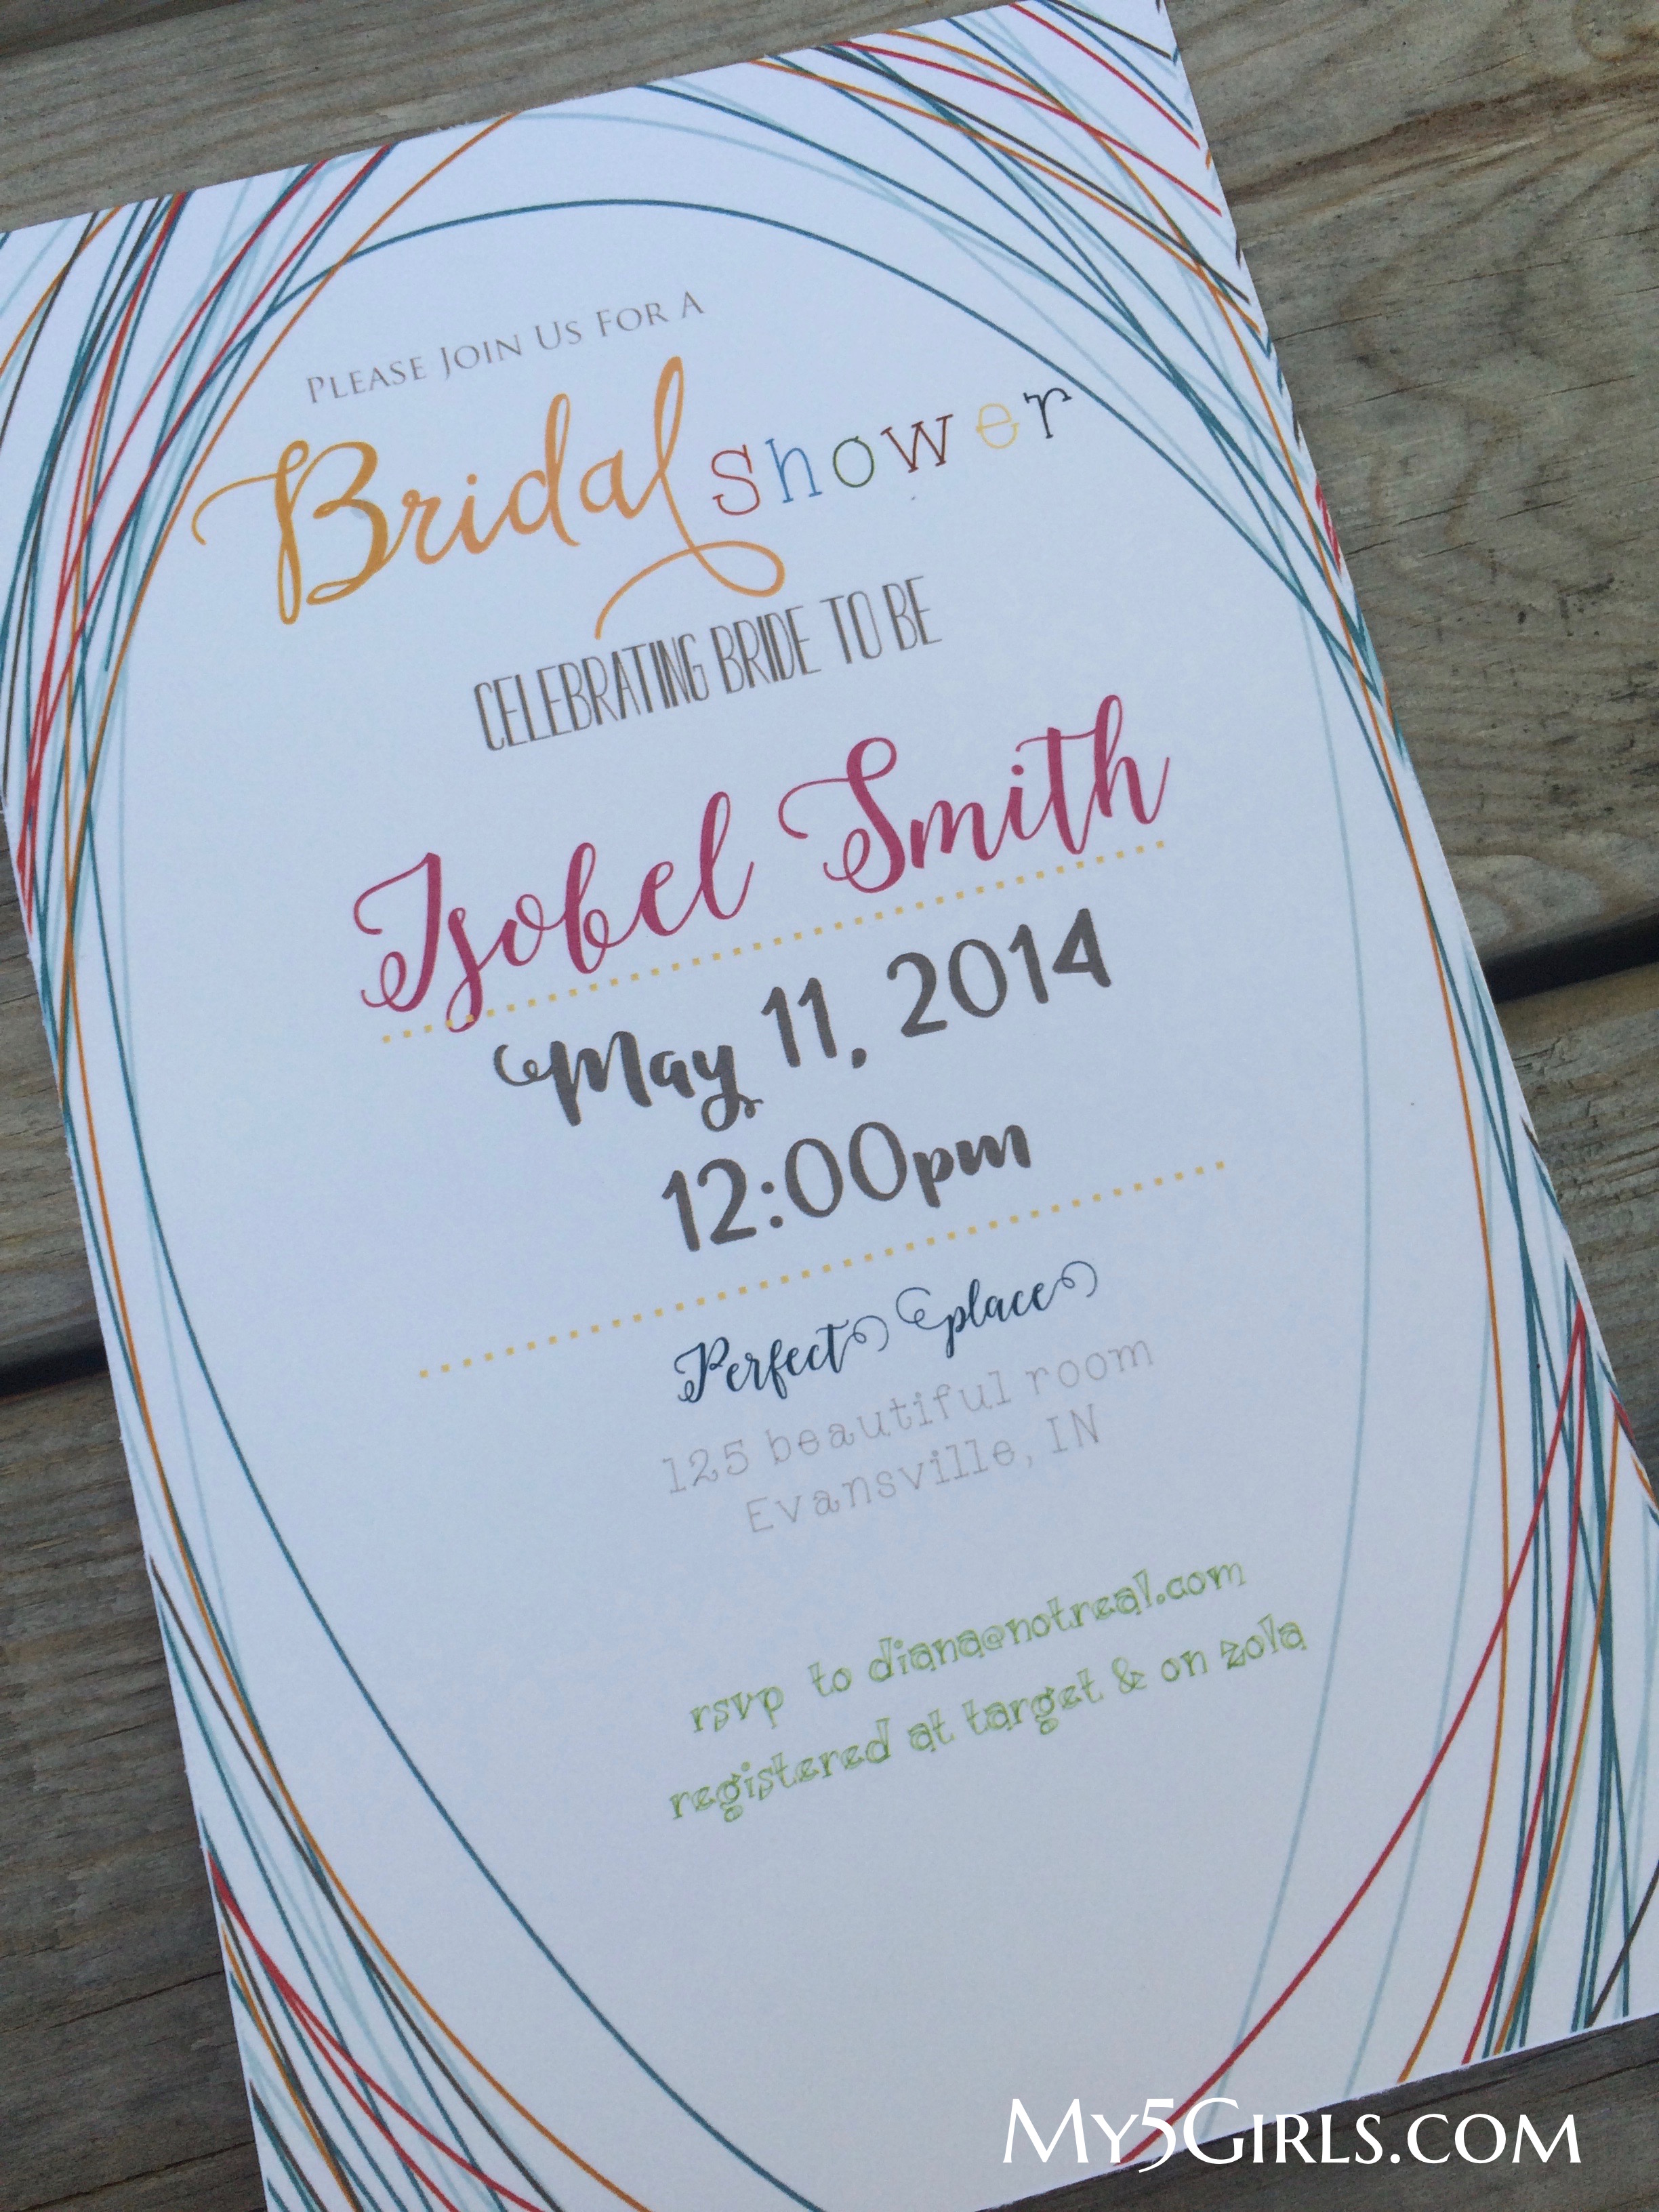 Please Join Us For A
Bridal shower
CELEBRATING BRIDE TO BE
Isobel Smith
May 11, 2014
12:00pm
Perfect place
125 beautiful room
Evansville, IN
rsvp to diana@notreal.com
registered at target & on zola
My5Girls.com